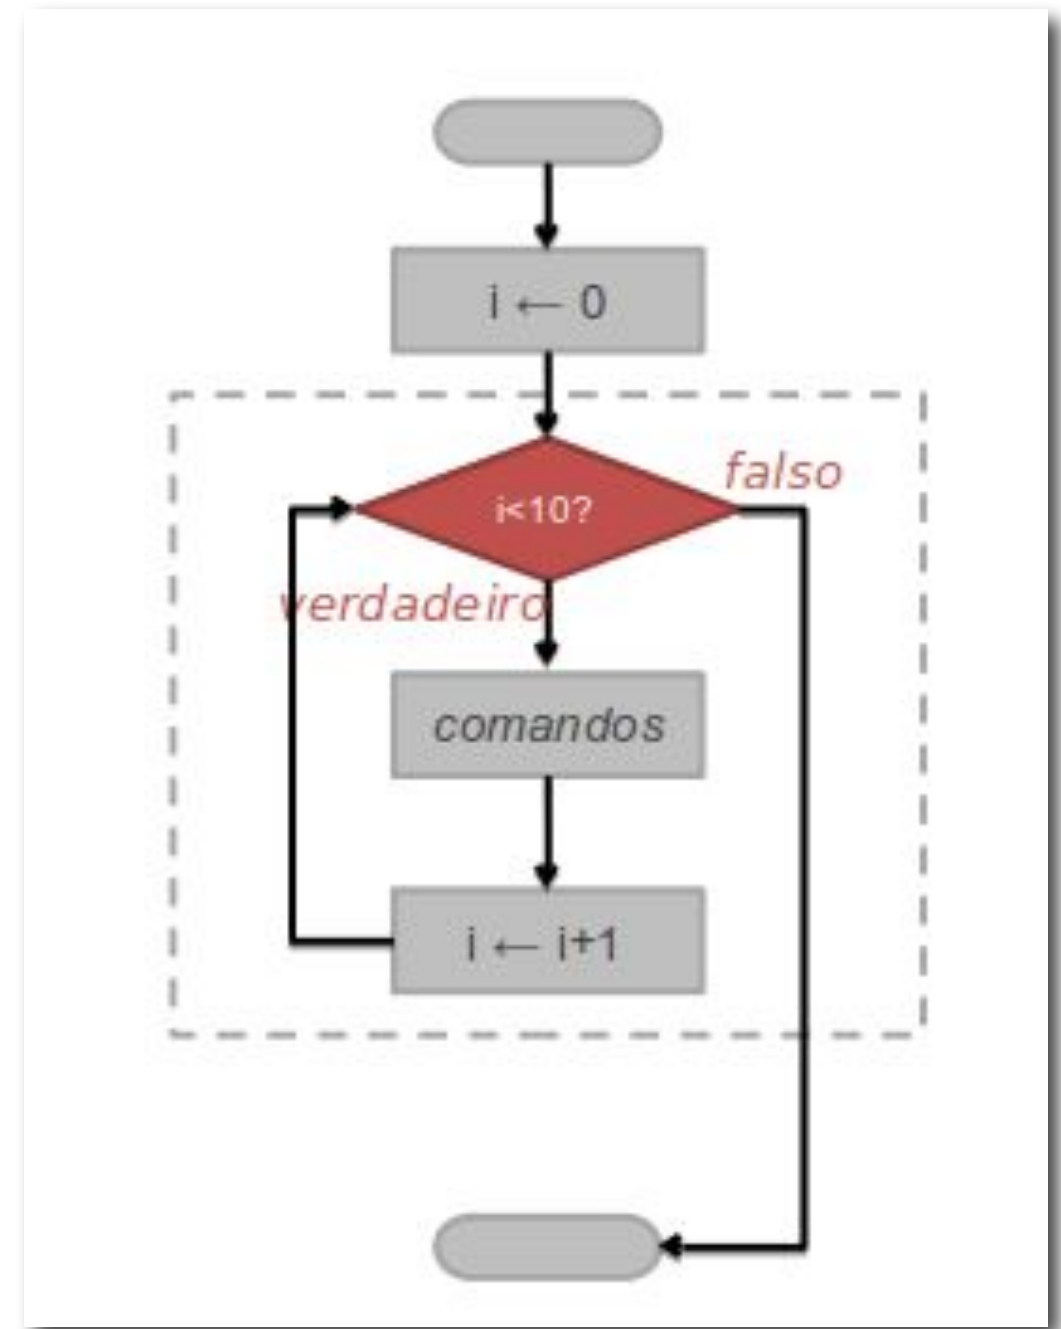 i ← 0
falso
i<10?
verdadeiro
comandos
i ← i+1